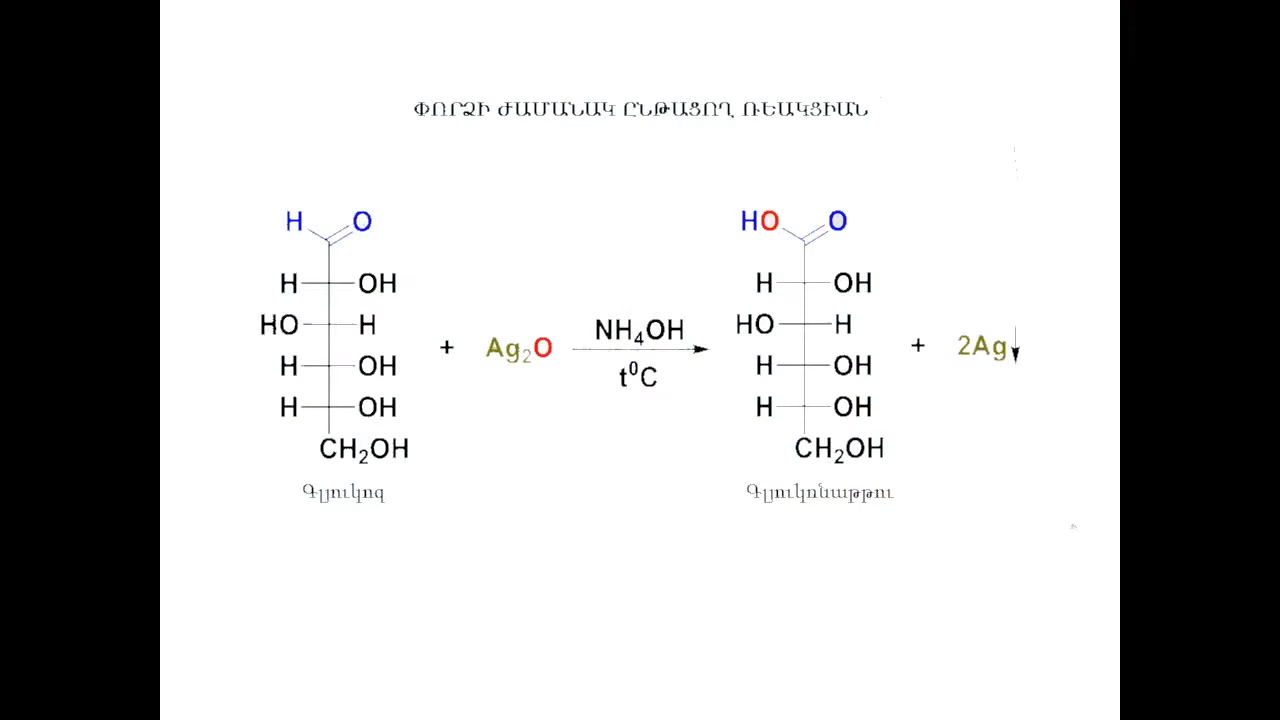 ՓՈՐՁԻ ԺԱՄԱՆԱԿ ԸՆԹԱՑՈՂ ՌԵԱԿՑԻԱՆ
H O
H OH
HO H
H OH
H OH
CH₂OH
Գլյուկոզ
+ Ag₂O
NH₄OH
t⁰C
HO O
H OH
HO H
H OH
H OH
CH₂OH
Գլյուկոնաթթու
+ 2Ag↓